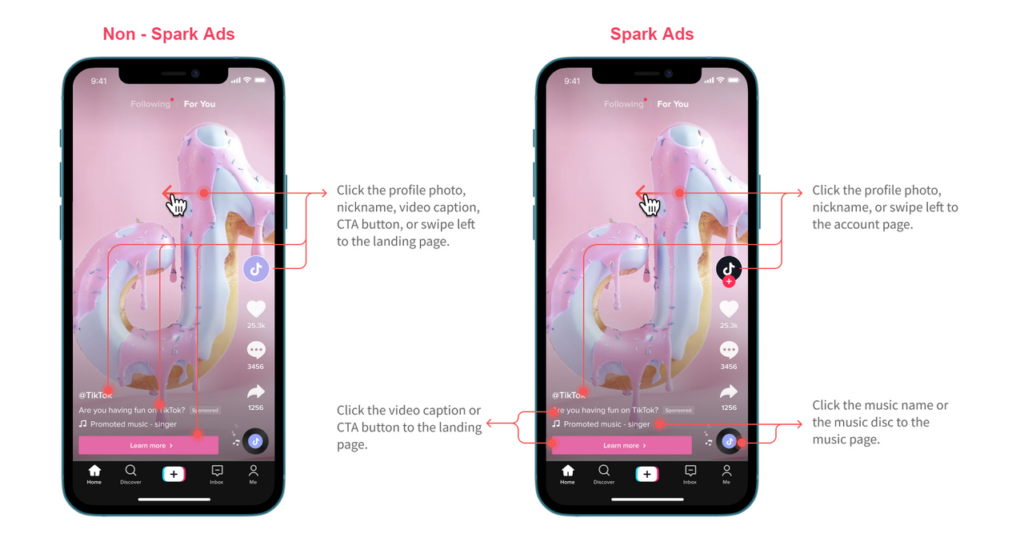 Non - Spark Ads
9:41
Following
For You
Click the profile photo,
nickname, video caption,
CTA button, or swipe left
to the landing page.
25.3k
3456
1256
@TikTok
Are you having fun on TikTok? Sponsored
Promoted music - singer
Learn more >
Home
Discover
Inbox
Me
Spark Ads
9:41
Following
For You
Click the profile photo,
nickname, or swipe left to
the account page.
25.3k
3456
1256
Click the video caption or
CTA button to the landing
page.
@TikTok
Are you having fun on TikTok? Sponsored
Promoted music - singer
Learn more >
Click the music name or
the music disc to the
music page.
Home
Discover
Inbox
Me